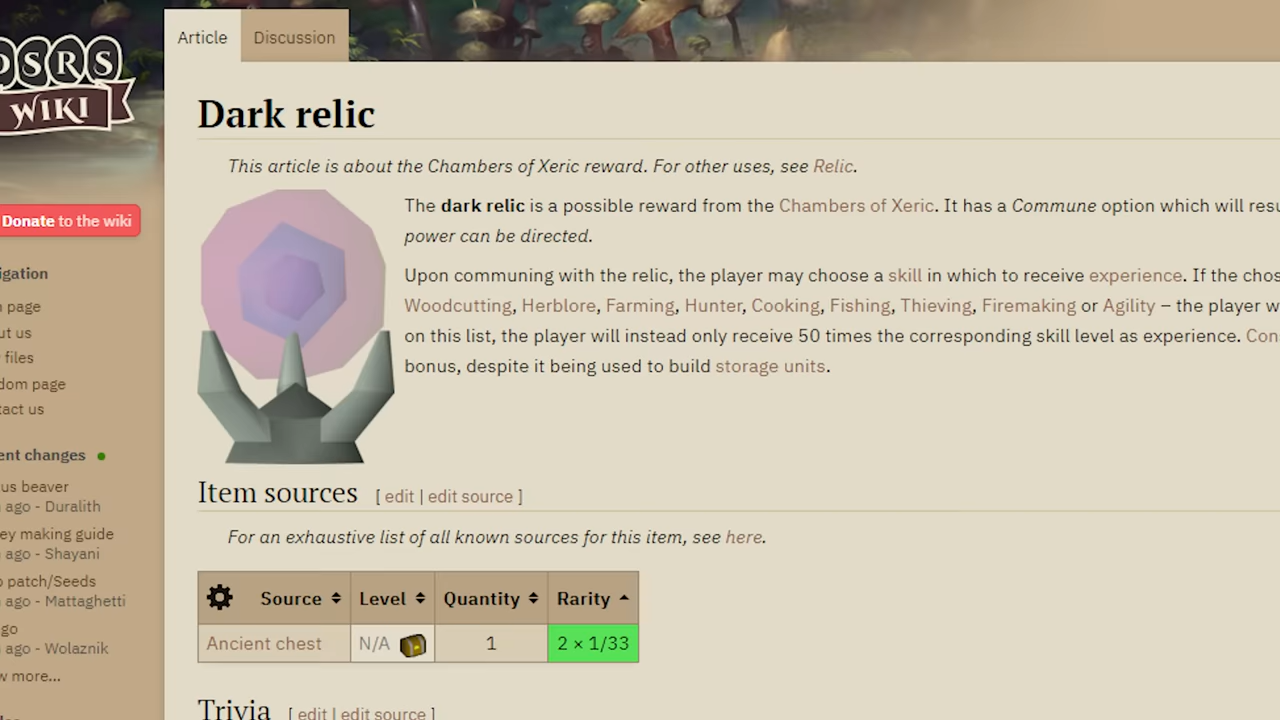 Article
Discussion
OSRS
WIKI
Dark relic
This article is about the Chambers of Xeric reward. For other uses, see Relic.
The dark relic is a possible reward from the Chambers of Xeric. It has a Commune option which will resu
power can be directed.
Donate to the wiki
Upon communing with the relic, the player may choose a skill in which to receive experience. If the chos
Woodcutting, Herblore, Farming, Hunter, Cooking, Fishing, Thieving, Firemaking or Agility – the player w
on this list, the player will instead only receive 50 times the corresponding skill level as experience. Con
bonus, despite it being used to build storage units.
igation
page
ut us
files
dom page
tact us
ent changes
us beaver
ago - Duralith
ey making guide
ago - Shayani
patch/Seeds
ago - Mattaghetti
go
ago - Wolaznik
w more...
Item sources [ edit | edit source ]
For an exhaustive list of all known sources for this item, see here.
Source Level Quantity Rarity
Ancient chest N/A 1 2 × 1/33
Trivia [ edit | edit source ]